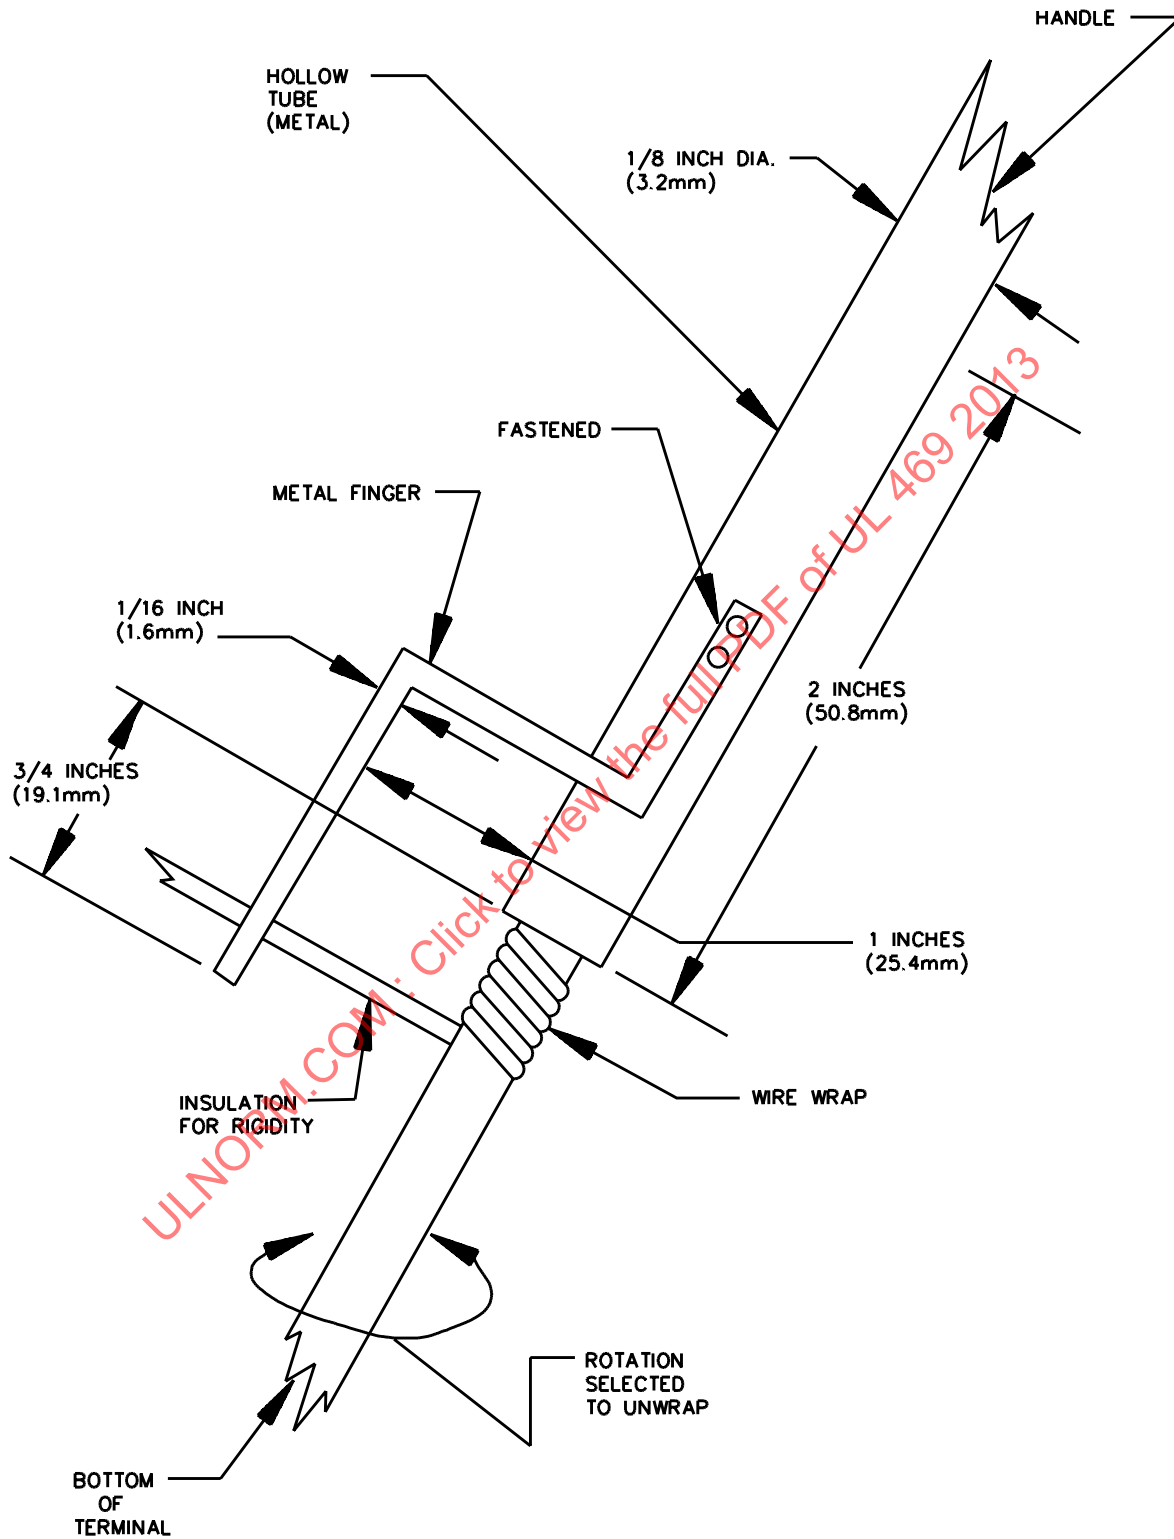 HANDLE
HOLLOW
TUBE
(METAL)
1/8 INCH DIA.
(3.2mm)
FASTENED
METAL FINGER
1/16 INCH
(1.6mm)
2 INCHES
(50.8mm)
3/4 INCHES
(19.1mm)
1 INCHES
(25.4mm)
WIRE WRAP
INSULATION
FOR RIGIDITY
ROTATION
SELECTED
TO UNWRAP
BOTTOM
OF
TERMINAL
ULNORM.COM : Click to view the full PDF of UL 469 2013